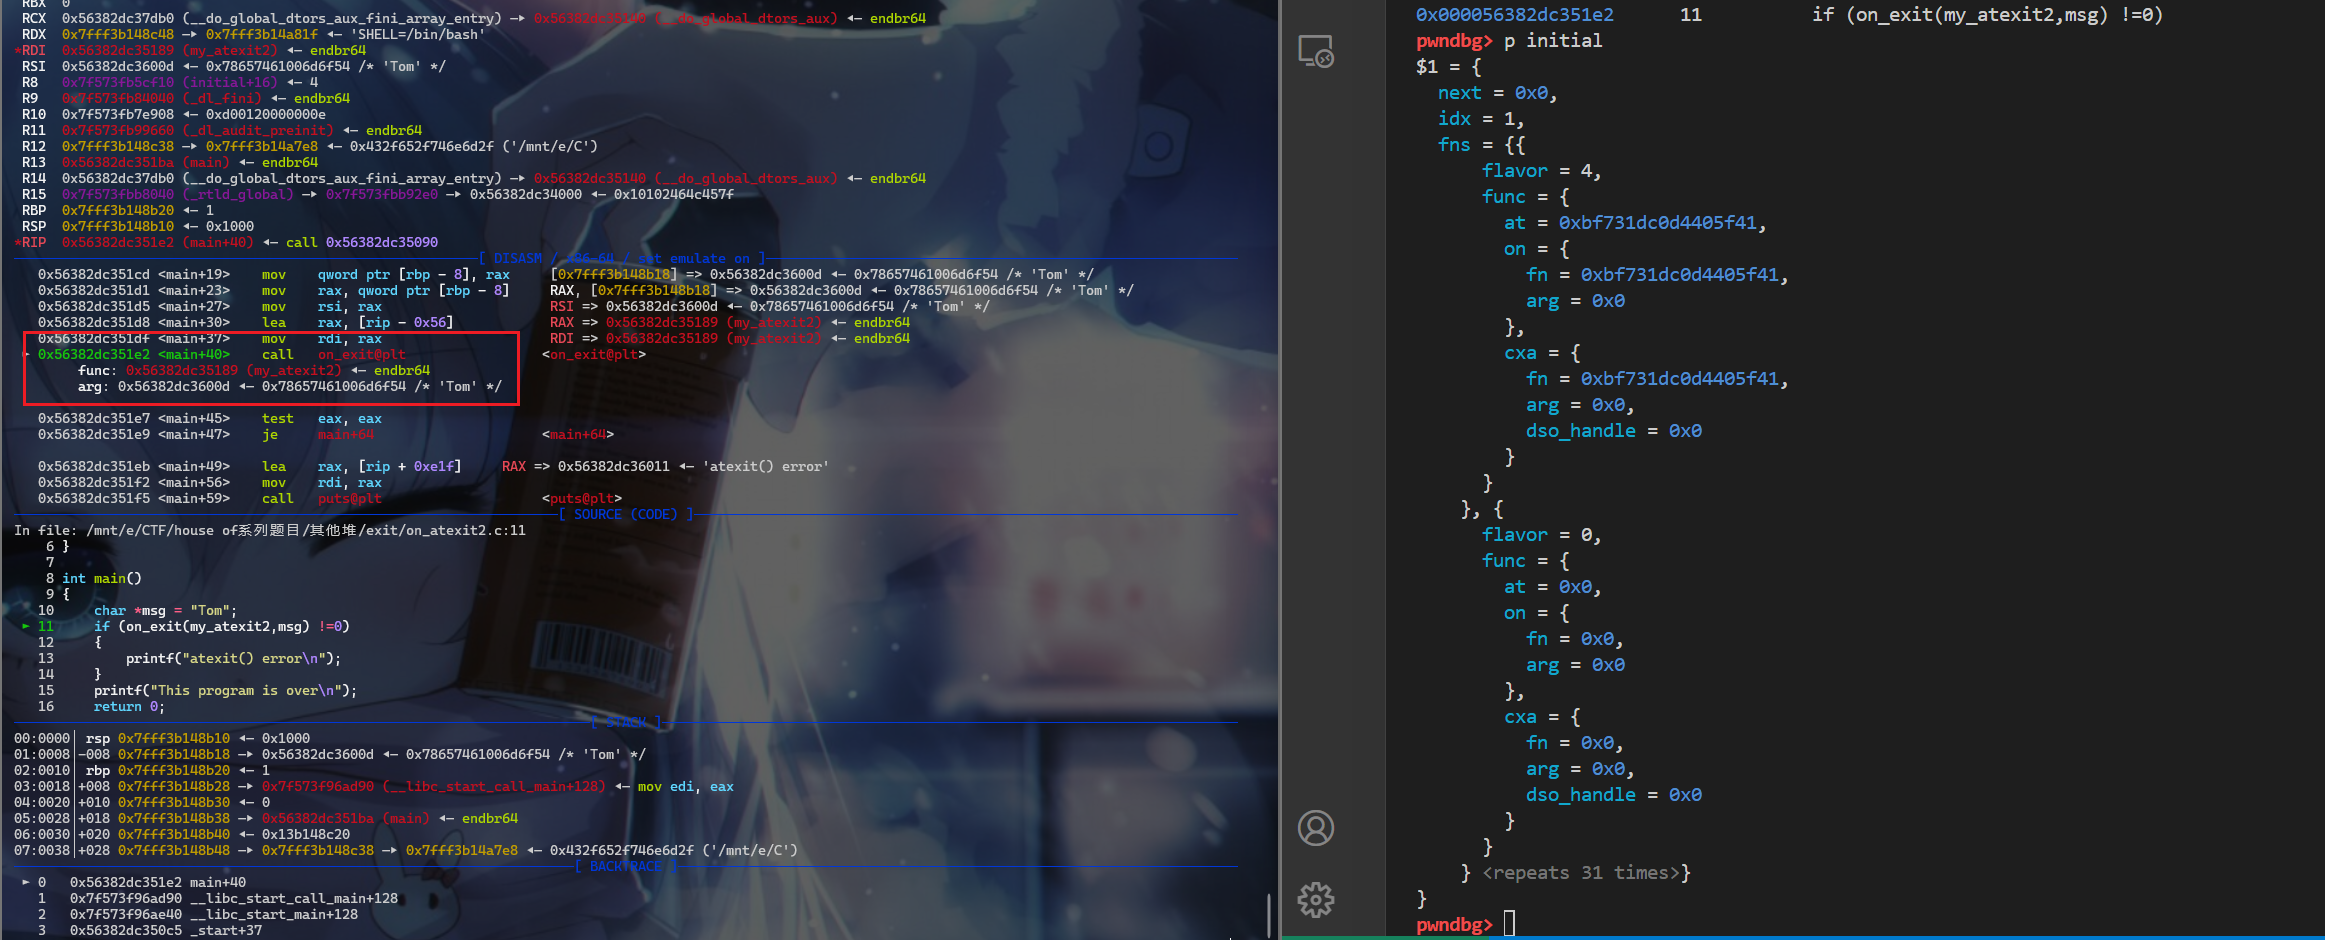 RBX  0
RCX  0x56382dc37db0 (__do_global_dtors_aux_fini_array_entry) —▸ 0x56382dc35140 (__do_global_dtors_aux) ◂— endbr64
RDX  0x7fff3b148c48 —▸ 0x7fff3b14a81f ◂— 'SHELL=/bin/bash'
*RDI  0x56382dc35189 (my_atexit2) ◂— endbr64
RSI  0x56382dc3600d ◂— 0x78657461006d6f54 /* 'Tom' */
R8   0x7f573fb5cf10 (initial+16) ◂— 4
R9   0x7f573fb84040 (_dl_fini) ◂— endbr64
R10  0x7f573fb7e908 ◂— 0xd00120000000e
R11  0x7f573fb99660 (_dl_audit_preinit) ◂— endbr64
R12  0x7fff3b148c38 —▸ 0x7fff3b14a7e8 ◂— 0x432f652f746e6d2f ('/mnt/e/C')
R13  0x56382dc351ba (main) ◂— endbr64
R14  0x56382dc37db0 (__do_global_dtors_aux_fini_array_entry) —▸ 0x56382dc35140 (__do_global_dtors_aux) ◂— endbr64
R15  0x7f573fbb8040 (_rtld_global) —▸ 0x7f573fbb92e0 —▸ 0x56382dc34000 ◂— 0x10102464c457f
RBP  0x7fff3b148b20 ◂— 1
RSP  0x7fff3b148b10 ◂— 0x1000
*RIP  0x56382dc351e2 (main+40) ◂— call 0x56382dc35090
[ DISASM / x86-64 / set emulate on ]
0x56382dc351cd <main+19>    mov    qword ptr [rbp - 8], rax     [0x7fff3b148b18] => 0x56382dc3600d ◂— 0x78657461006d6f54 /* 'Tom' */
0x56382dc351d1 <main+23>    mov    rax, qword ptr [rbp - 8]     RAX, [0x7fff3b148b18] => 0x56382dc3600d ◂— 0x78657461006d6f54 /* 'Tom' */
0x56382dc351d5 <main+27>    mov    rsi, rax                     RSI => 0x56382dc3600d ◂— 0x78657461006d6f54 /* 'Tom' */
0x56382dc351d8 <main+30>    lea    rax, [rip - 0x56]            RAX => 0x56382dc35189 (my_atexit2) ◂— endbr64
0x56382dc351df <main+37>    mov    rdi, rax                     RDI => 0x56382dc35189 (my_atexit2) ◂— endbr64
► 0x56382dc351e2 <main+40>    call   on_exit@plt                 <on_exit@plt>
func: 0x56382dc35189 (my_atexit2) ◂— endbr64
arg: 0x56382dc3600d ◂— 0x78657461006d6f54 /* 'Tom' */
0x56382dc351e7 <main+45>    test   eax, eax
0x56382dc351e9 <main+47>    je     main+64                     <main+64>
0x56382dc351eb <main+49>    lea    rax, [rip + 0xe1f]     RAX => 0x56382dc36011 ◂— 'atexit() error'
0x56382dc351f2 <main+56>    mov    rdi, rax
0x56382dc351f5 <main+59>    call   puts@plt                    <puts@plt>
[ SOURCE (CODE) ]
In file: /mnt/e/CTF/house of系列题目/其他堆/exit/on_atexit2.c:11
6 }
7
8 int main()
9 {
10     char *msg = "Tom";
► 11     if (on_exit(my_atexit2,msg) !=0)
12     {
13         printf("atexit() error\n");
14     }
15     printf("This program is over\n");
16     return 0;
[ STACK ]
00:0000│ rsp 0x7fff3b148b10 ◂— 0x1000
01:0008│-008 0x7fff3b148b18 —▸ 0x56382dc3600d ◂— 0x78657461006d6f54 /* 'Tom' */
02:0010│ rbp 0x7fff3b148b20 ◂— 1
03:0018│+008 0x7fff3b148b28 —▸ 0x7f573f96ad90 (__libc_start_call_main+128) ◂— mov edi, eax
04:0020│+010 0x7fff3b148b30 ◂— 0
05:0028│+018 0x7fff3b148b38 —▸ 0x56382dc351ba (main) ◂— endbr64
06:0030│+020 0x7fff3b148b40 ◂— 0x13b148c20
07:0038│+028 0x7fff3b148b48 —▸ 0x7fff3b148c38 —▸ 0x7fff3b14a7e8 ◂— 0x432f652f746e6d2f ('/mnt/e/C')
[ BACKTRACE ]
► 0   0x56382dc351e2 main+40
1   0x7f573f96ad90 __libc_start_call_main+128
2   0x7f573f96ae40 __libc_start_main+128
3   0x56382dc350c5 _start+37
0x000056382dc351e2      11          if (on_exit(my_atexit2,msg) !=0)
pwndbg> p initial
$1 = {
next = 0x0,
idx = 1,
fns = {{
flavor = 4,
func = {
at = 0xbf731dc0d4405f41,
on = {
fn = 0xbf731dc0d4405f41,
arg = 0x0
},
cxa = {
fn = 0xbf731dc0d4405f41,
arg = 0x0,
dso_handle = 0x0
}
}
}, {
flavor = 0,
func = {
at = 0x0,
on = {
fn = 0x0,
arg = 0x0
},
cxa = {
fn = 0x0,
arg = 0x0,
dso_handle = 0x0
}
}
} <repeats 31 times>}
}
pwndbg>